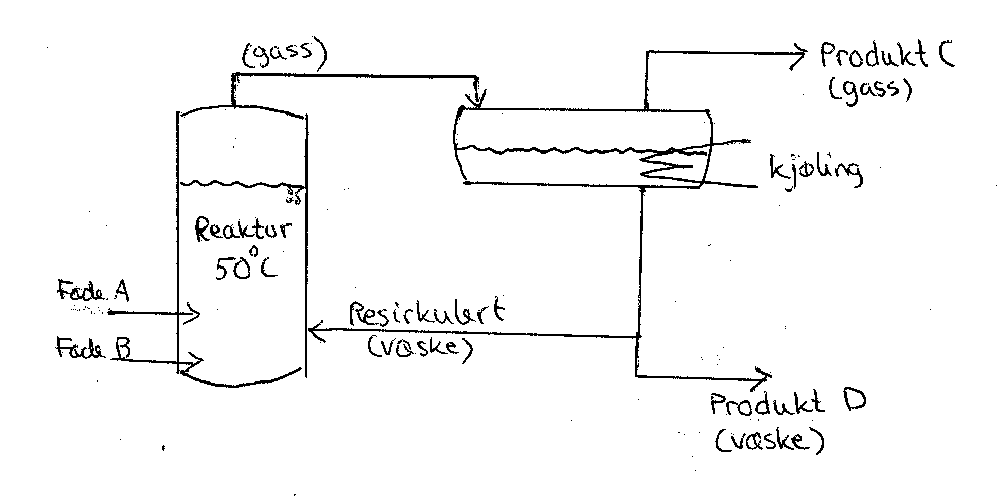 (gass)
Produkt C
(gass)
kjøling
Reaktor
50°C
Føde A
Føde B
Resirkulert
(væske)
Produkt D
(væske)